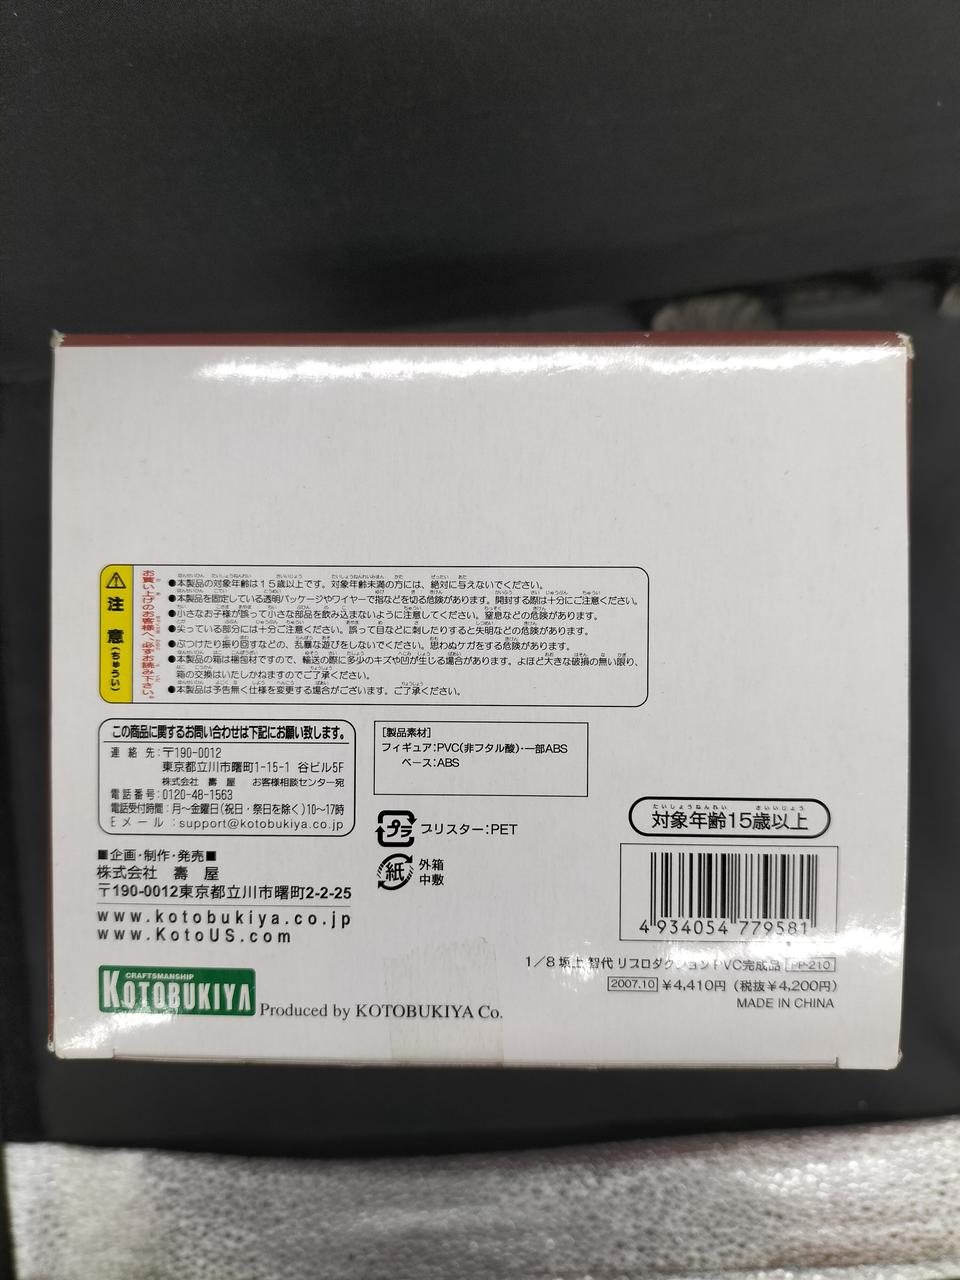 注意(ちゅうい)
お買い上げのお客様へ、必ずお読み下さい。
●本製品の対象年齢は15歳以上です。対象年齢未満の方には、絶対に与えないでください。
●本製品を固定している透明パッケージやワイヤーで指などを切る危険があります。開封する際は十分にご注意ください。
●小さなお子様が誤って小さな部品を飲み込まないように注意してください。窒息などの危険があります。
●尖っている部分には十分ご注意ください。誤って目などに刺したりすると失明などの危険があります。
●ぶつけたり振り回すなどの、乱暴な遊びをしないでください。思わぬケガをする危険があります。
●本製品の箱は梱包材ですので、輸送の際に多少のキズや凹が生じる場合があります。よほど大きな破損の無い限り、
箱の交換はいたしかねますのでご了承ください。
●本製品は予告無く仕様を変更する場合がございます。ご了承ください。
この商品に関するお問い合わせは下記にお願い致します。
連絡先:〒190-0012
東京都立川市曙町1-15-1 谷ビル5F
株式会社 壽屋 お客様相談センター宛
電話番号:0120-48-1563
電話受付時間:月〜金曜日(祝日・祭日を除く)10〜17時
Eメール:support@kotobukiya.co.jp
[製品素材]
フィギュア:PVC(非フタル酸)・一部ABS
ベース:ABS
プラ
ブリスター:PET
紙
外箱
中敷
対象年齢15歳以上
たいしょうねんれい さいいじょう
■企画・制作・発売■
株式会社 壽屋
〒190-0012東京都立川市曙町2-2-25
www.kotobukiya.co.jp
www.KotoUS.com
4 934054 779581
CRAFTSMANSHIP
KOTOBUKIYA
Produced by KOTOBUKIYA Co.
1/8 坂上 智代 リプロダクションPVC完成品 PP-210
2007.10 ¥4,410円 (税抜¥4,200円)
MADE IN CHINA